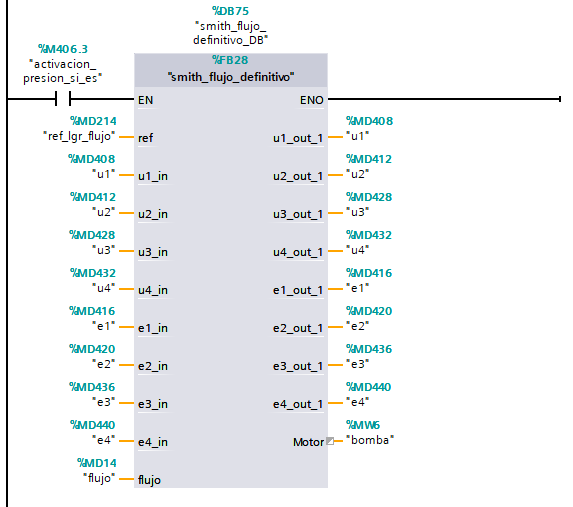 %DB75
"smith_flujo_
definitivo_DB"
%M406.3
"activacion_
presion_si_es"
%FB28
"smith_flujo_definitivo"
EN ENO
%MD214
"ref_lgr_flujo" ref
u1_out_1 %MD408
"u1"
%MD408
"u1" u1_in
u2_out_1 %MD412
"u2"
%MD412
"u2" u2_in
u3_out_1 %MD428
"u3"
%MD428
"u3" u3_in
u4_out_1 %MD432
"u4"
%MD432
"u4" u4_in
e1_out_1 %MD416
"e1"
%MD416
"e1" e1_in
e2_out_1 %MD420
"e2"
%MD420
"e2" e2_in
e3_out_1 %MD436
"e3"
%MD436
"e3" e3_in
e4_out_1 %MD440
"e4"
%MD440
"e4" e4_in
Motor %MW6
"bomba"
%MD14
"flujo" flujo